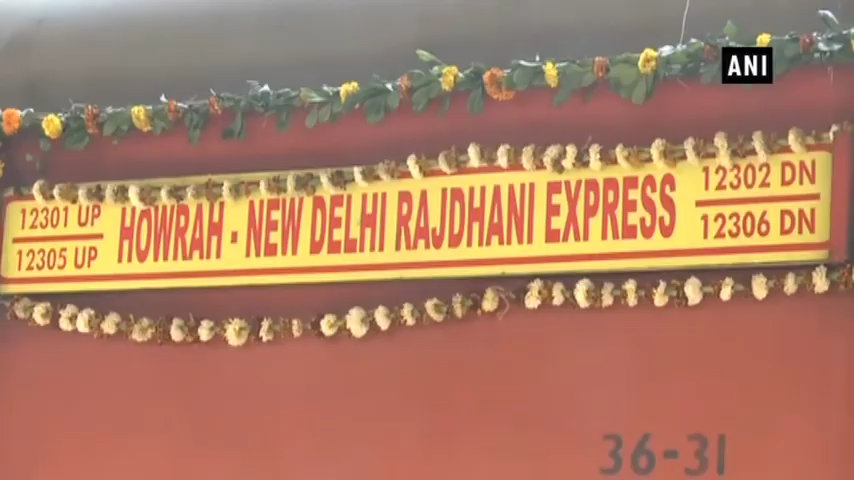 ANI
12301 UP
12305 UP
HOWRAH - NEW DELHI RAJDHANI EXPRESS
12302 DN
12306 DN
36-31